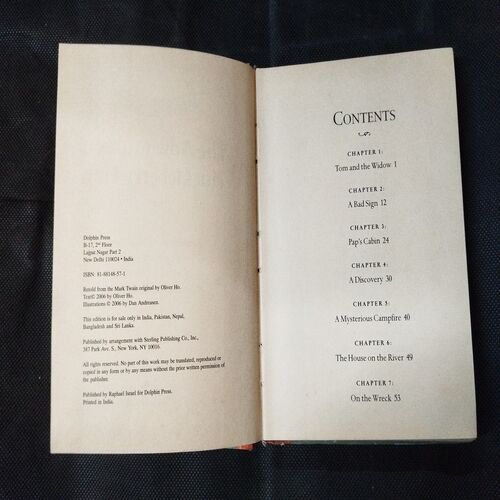 Dolphin Press
B-17, 2nd Floor
Lajpat Nagar Part 2
New Delhi 110024 • India
ISBN 81-88148-57-1
Retold from the Mark Twain original by Oliver Ho.
Text© 2006 by Oliver Ho.
Illustrations © 2006 by Dan Andreasen.
This edition is for sale only in India, Pakistan, Nepal,
Bangladesh and Sri Lanka.
Published by arrangement with Sterling Publishing Co., Inc.,
387 Park Ave. S., New York, NY 10016
All rights reserved. No part of this work may be translated, reproduced or
copied in any form or by any means without the prior written permission of
the publisher.
Published by Raphael Israel for Dolphin Press.
Printed in India.
CONTENTS
CHAPTER 1:
Tom and the Widow 1
CHAPTER 2:
A Bad Sign 12
CHAPTER 3:
Pap's Cabin 24
CHAPTER 4:
A Discovery 30
CHAPTER 5:
A Mysterious Campfire 40
CHAPTER 6:
The House on the River 49
CHAPTER 7:
On the Wreck 53